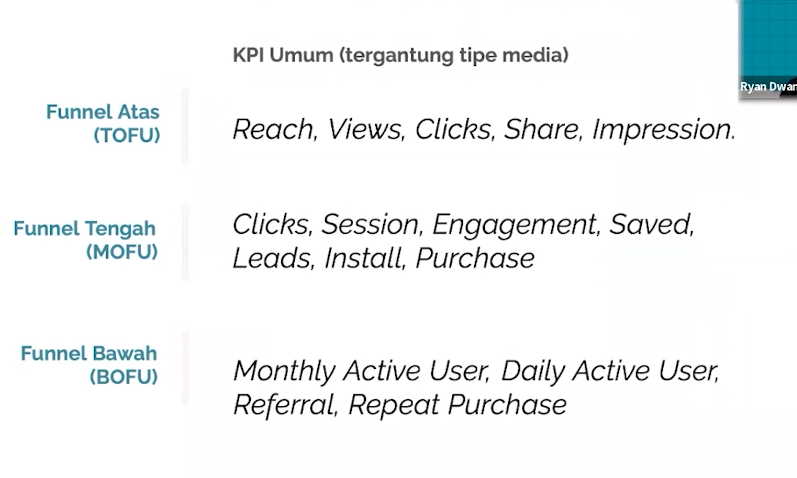 KPI Umum (tergantung tipe media)
Ryan Dwar
Funnel Atas
(TOFU)
Reach, Views, Clicks, Share, Impression.
Funnel Tengah
(MOFU)
Clicks, Session, Engagement, Saved,
Leads, Install, Purchase
Funnel Bawah
(BOFU)
Monthly Active User, Daily Active User,
Referral, Repeat Purchase